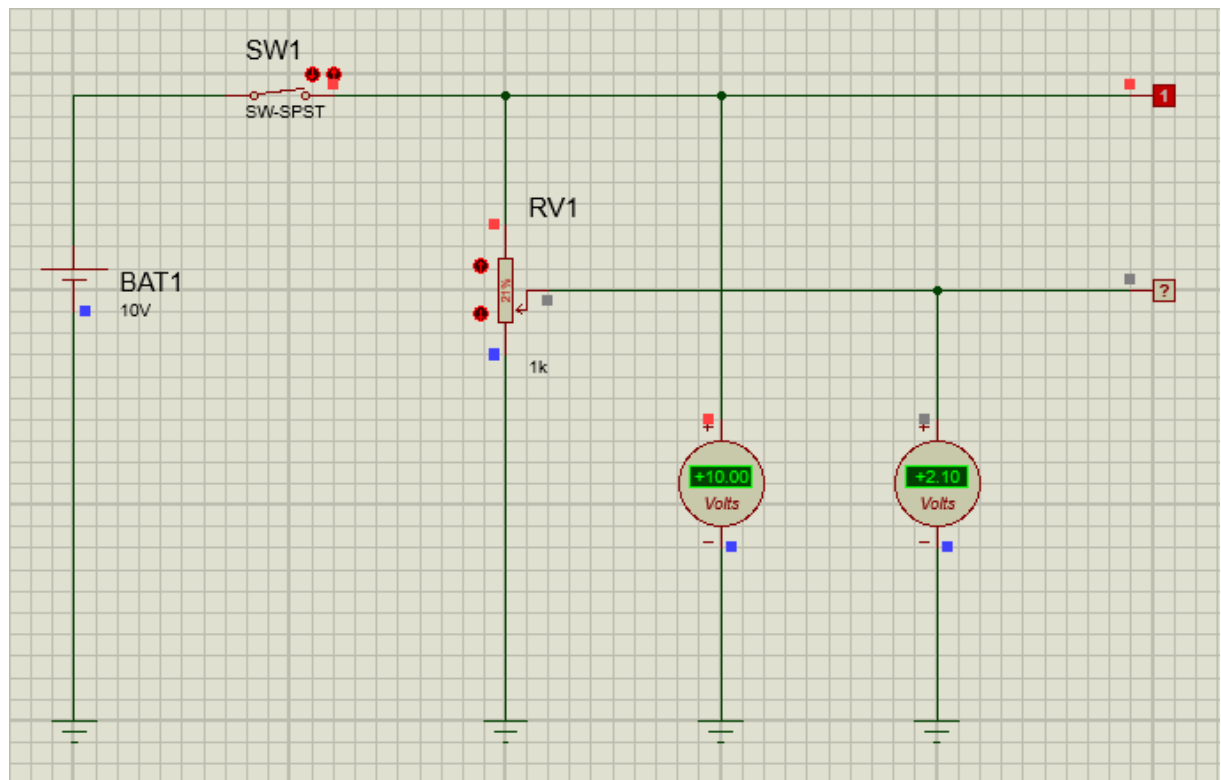 SW1
SW-SPST
1
RV1
21%
?
BAT1
10V
1k
+
+
+10.00
+2.10
Volts
Volts
−
−